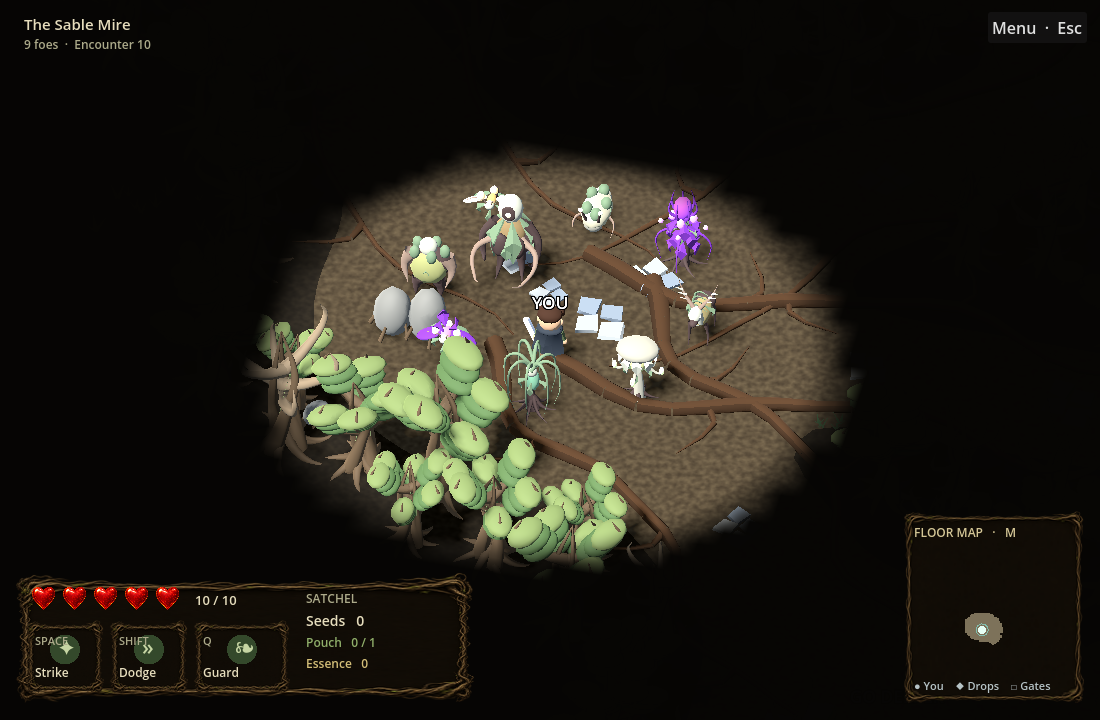 The Sable Mire
9 foes · Encounter 10
Menu · Esc
YOU
FLOOR MAP · M
● You ◆ Drops □ Gates
10 / 10
SPACE
Strike
SHIFT
Dodge
Q
Guard
SATCHEL
Seeds 0
Pouch 0 / 1
Essence 0